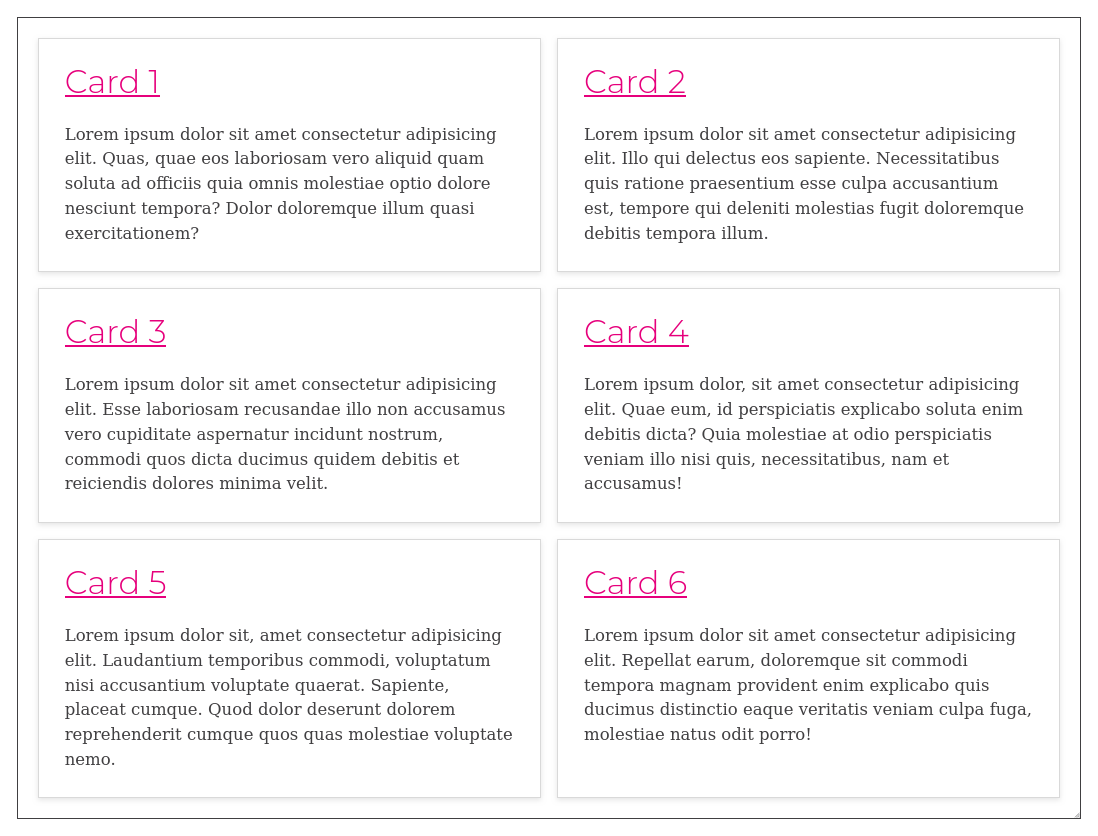 Card 1
Lorem ipsum dolor sit amet consectetur adipisicing
elit. Quas, quae eos laboriosam vero aliquid quam
soluta ad officiis quia omnis molestiae optio dolore
nesciunt tempora? Dolor doloremque illum quasi
exercitationem?
Card 2
Lorem ipsum dolor sit amet consectetur adipisicing
elit. Illo qui delectus eos sapiente. Necessitatibus
quis ratione praesentium esse culpa accusantium
est, tempore qui deleniti molestias fugit doloremque
debitis tempora illum.
Card 3
Lorem ipsum dolor sit amet consectetur adipisicing
elit. Esse laboriosam recusandae illo non accusamus
vero cupiditate aspernatur incidunt nostrum,
commodi quos dicta ducimus quidem debitis et
reiciendis dolores minima velit.
Card 4
Lorem ipsum dolor, sit amet consectetur adipisicing
elit. Quae eum, id perspiciatis explicabo soluta enim
debitis dicta? Quia molestiae at odio perspiciatis
veniam illo nisi quis, necessitatibus, nam et
accusamus!
Card 5
Lorem ipsum dolor sit, amet consectetur adipisicing
elit. Laudantium temporibus commodi, voluptatum
nisi accusantium voluptate quaerat. Sapiente,
placeat cumque. Quod dolor deserunt dolorem
reprehenderit cumque quos quas molestiae voluptate
nemo.
Card 6
Lorem ipsum dolor sit amet consectetur adipisicing
elit. Repellat earum, doloremque sit commodi
tempora magnam provident enim explicabo quis
ducimus distinctio eaque veritatis veniam culpa fuga,
molestiae natus odit porro!